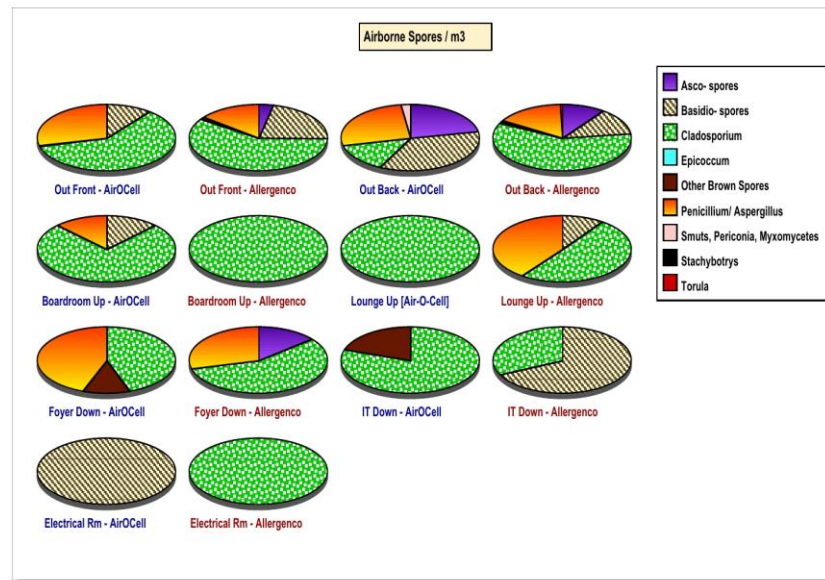 Airborne Spores / m3
Asco- spores
Basidio- spores
Cladosporium
Epicoccum
Other Brown Spores
Penicillium/ Aspergillus
Smuts, Periconia, Myxomycetes
Stachybotrys
Torula
Out Front - AirOCell
Out Front - Allergenco
Out Back - AirOCell
Out Back - Allergenco
Boardroom Up - AirOCell
Boardroom Up - Allergenco
Lounge Up [Air-O-Cell]
Lounge Up - Allergenco
Foyer Down - AirOCell
Foyer Down - Allergenco
IT Down - AirOCell
IT Down - Allergenco
Electrical Rm - AirOCell
Electrical Rm - Allergenco